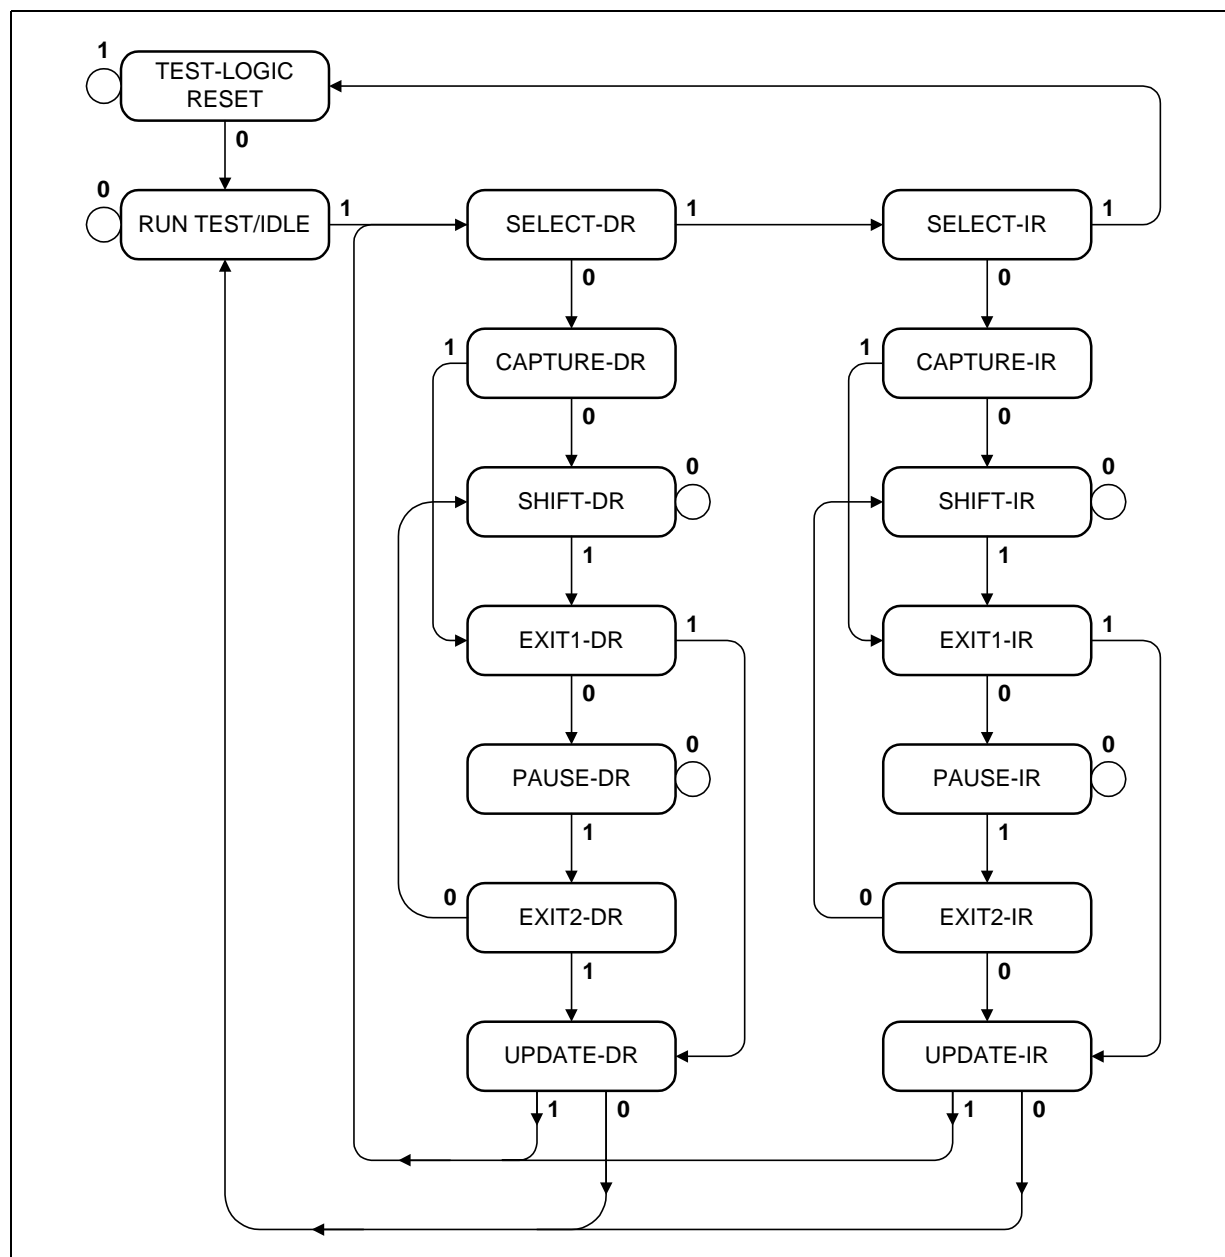 1
TEST-LOGIC
RESET
0
0
RUN TEST/IDLE
1
SELECT-DR
1
SELECT-IR
1
0
0
1
CAPTURE-DR
1
CAPTURE-IR
0
0
SHIFT-DR
0
SHIFT-IR
0
1
1
EXIT1-DR
1
EXIT1-IR
1
0
0
PAUSE-DR
0
PAUSE-IR
0
1
1
0
EXIT2-DR
0
EXIT2-IR
1
0
UPDATE-DR
UPDATE-IR
1
0
1
0